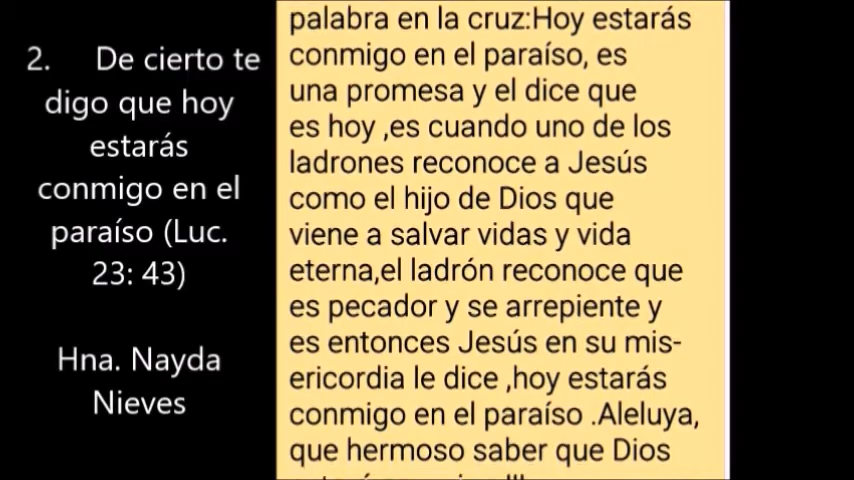 2. De cierto te
digo que hoy
estarás
conmigo en el
paraíso (Luc.
23: 43)
Hna. Nayda
Nieves
palabra en la cruz:Hoy estarás
conmigo en el paraíso, es
una promesa y el dice que
es hoy ,es cuando uno de los
ladrones reconoce a Jesús
como el hijo de Dios que
viene a salvar vidas y vida
eterna,el ladrón reconoce que
es pecador y se arrepiente y
es entonces Jesús en su mis-
ericordia le dice ,hoy estarás
conmigo en el paraíso .Aleluya,
que hermoso saber que Dios